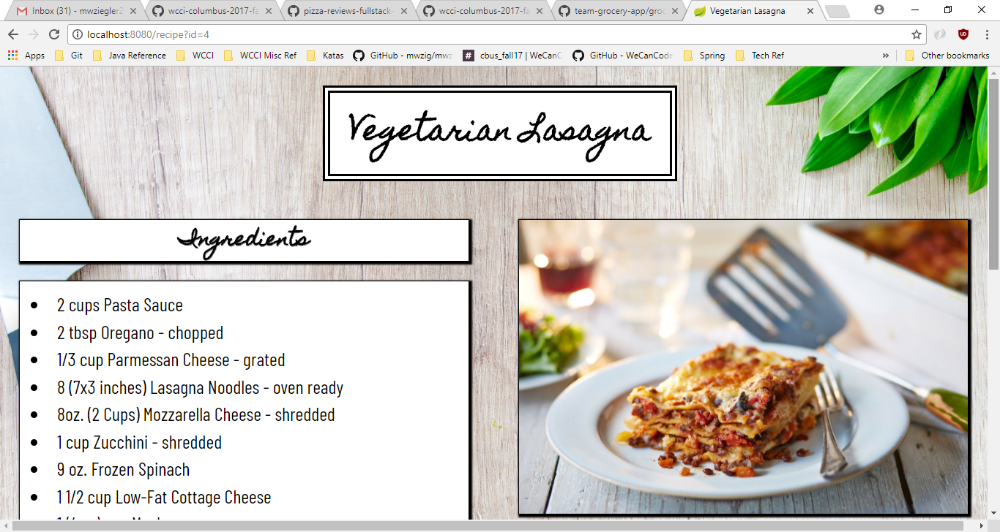 Inbox (31) - mwziegler2
wcci-columbus-2017-fa
pizza-reviews-fullstack-
wcci-columbus-2017-fa
team-grocery-app/groc
Vegetarian Lasagna
localhost:8080/recipe?id=4
Apps Git Java Reference WCCI WCCI Misc Ref Katas GitHub - mwzig/mwz cbus_fall17 | WeCanC GitHub - WeCanCode Spring Tech Ref » Other bookmarks
Vegetarian Lasagna
Ingredients
2 cups Pasta Sauce
2 tbsp Oregano - chopped
1/3 cup Parmessan Cheese - grated
8 (7x3 inches) Lasagna Noodles - oven ready
8oz. (2 Cups) Mozzarella Cheese - shredded
1 cup Zucchini - shredded
9 oz. Frozen Spinach
1 1/2 cup Low-Fat Cottage Cheese